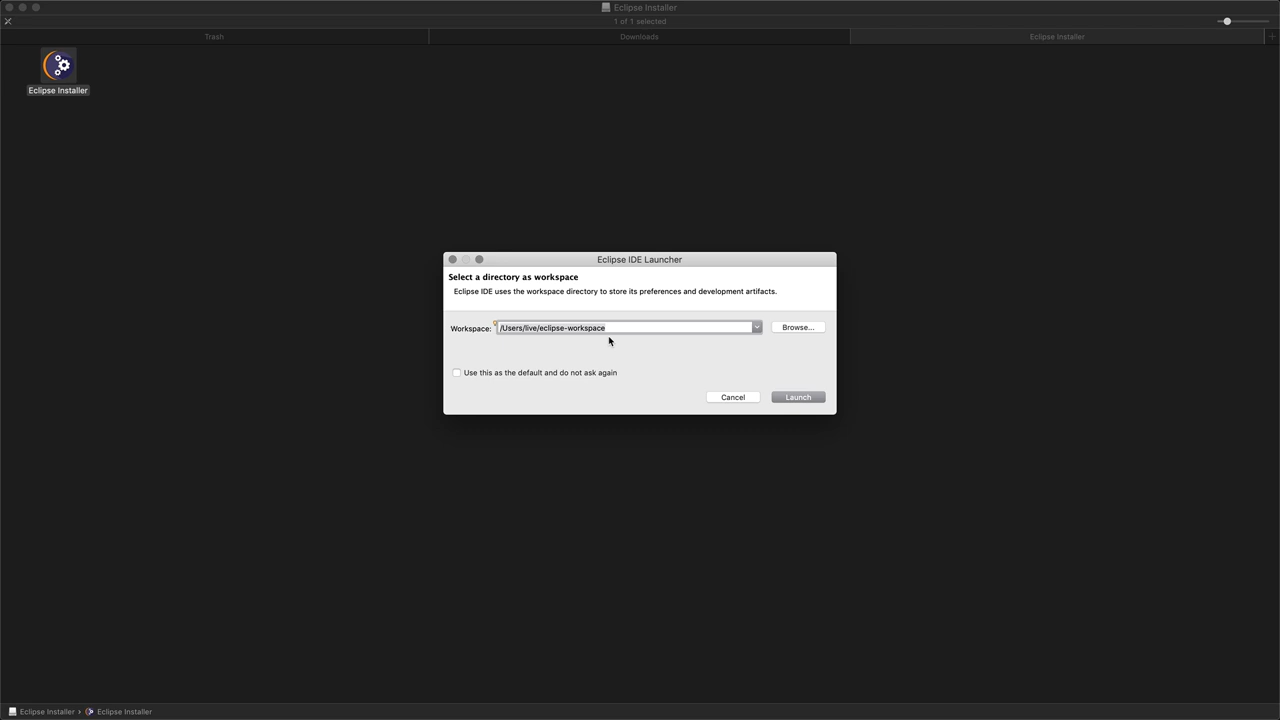 Eclipse Installer
1 of 1 selected
Trash
Downloads
Eclipse Installer
Eclipse Installer
Eclipse IDE Launcher
Select a directory as workspace
Eclipse IDE uses the workspace directory to store its preferences and development artifacts.
Workspace: /Users/live/eclipse-workspace
Browse...
Use this as the default and do not ask again
Cancel
Launch
Eclipse Installer › Eclipse Installer